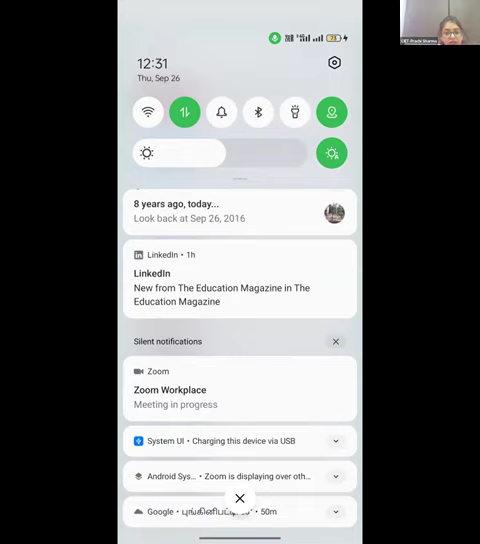 12:31
Thu, Sep 26
8 years ago, today...
Look back at Sep 26, 2016
LinkedIn • 1h
LinkedIn
New from The Education Magazine in The
Education Magazine
Silent notifications
Zoom
Zoom Workplace
Meeting in progress
System UI • Charging this device via USB
Android Sys... • Zoom is displaying over oth...
Google • 50m